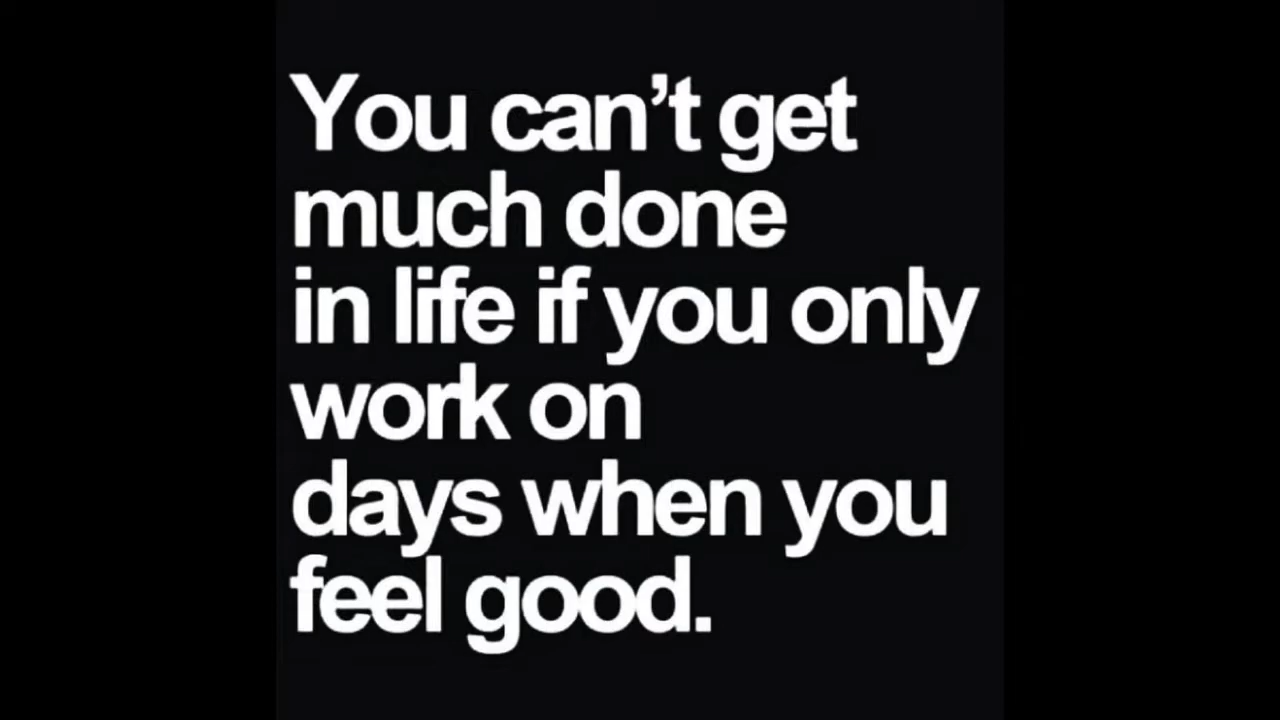 You can’t get
much done
in life if you only
work on
days when you
feel good.